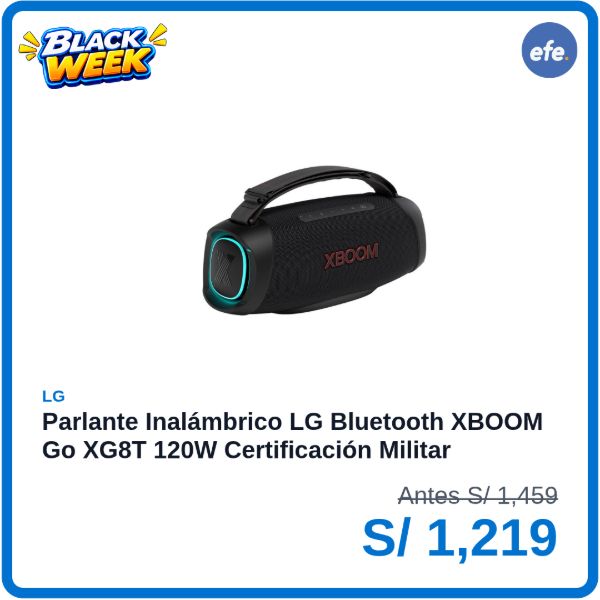 BLACK
WEEK
efe.
XBOOM
LG
Parlante Inalámbrico LG Bluetooth XBOOM
Go XG8T 120W Certificación Militar
Antes S/ 1,459
S/ 1,219